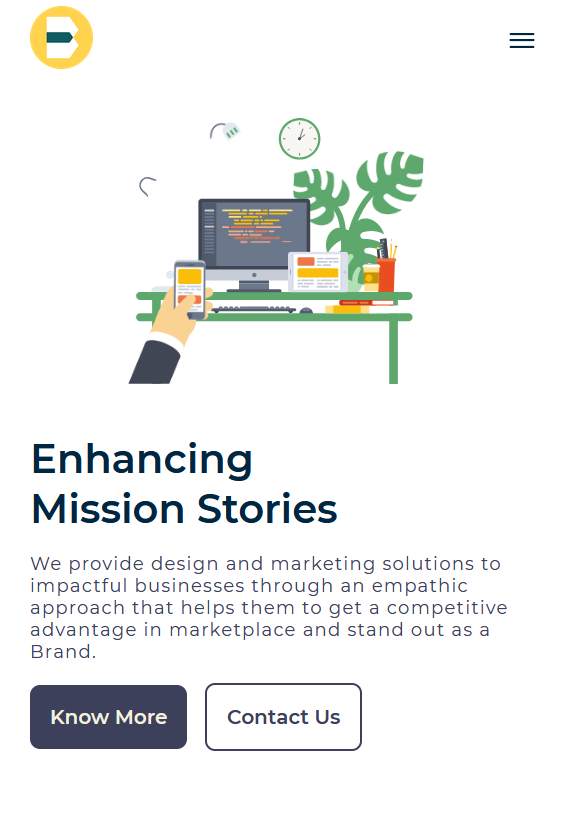 B
Enhancing
Mission Stories
We provide design and marketing solutions to
impactful businesses through an empathic
approach that helps them to get a competitive
advantage in marketplace and stand out as a
Brand.
Know More
Contact Us